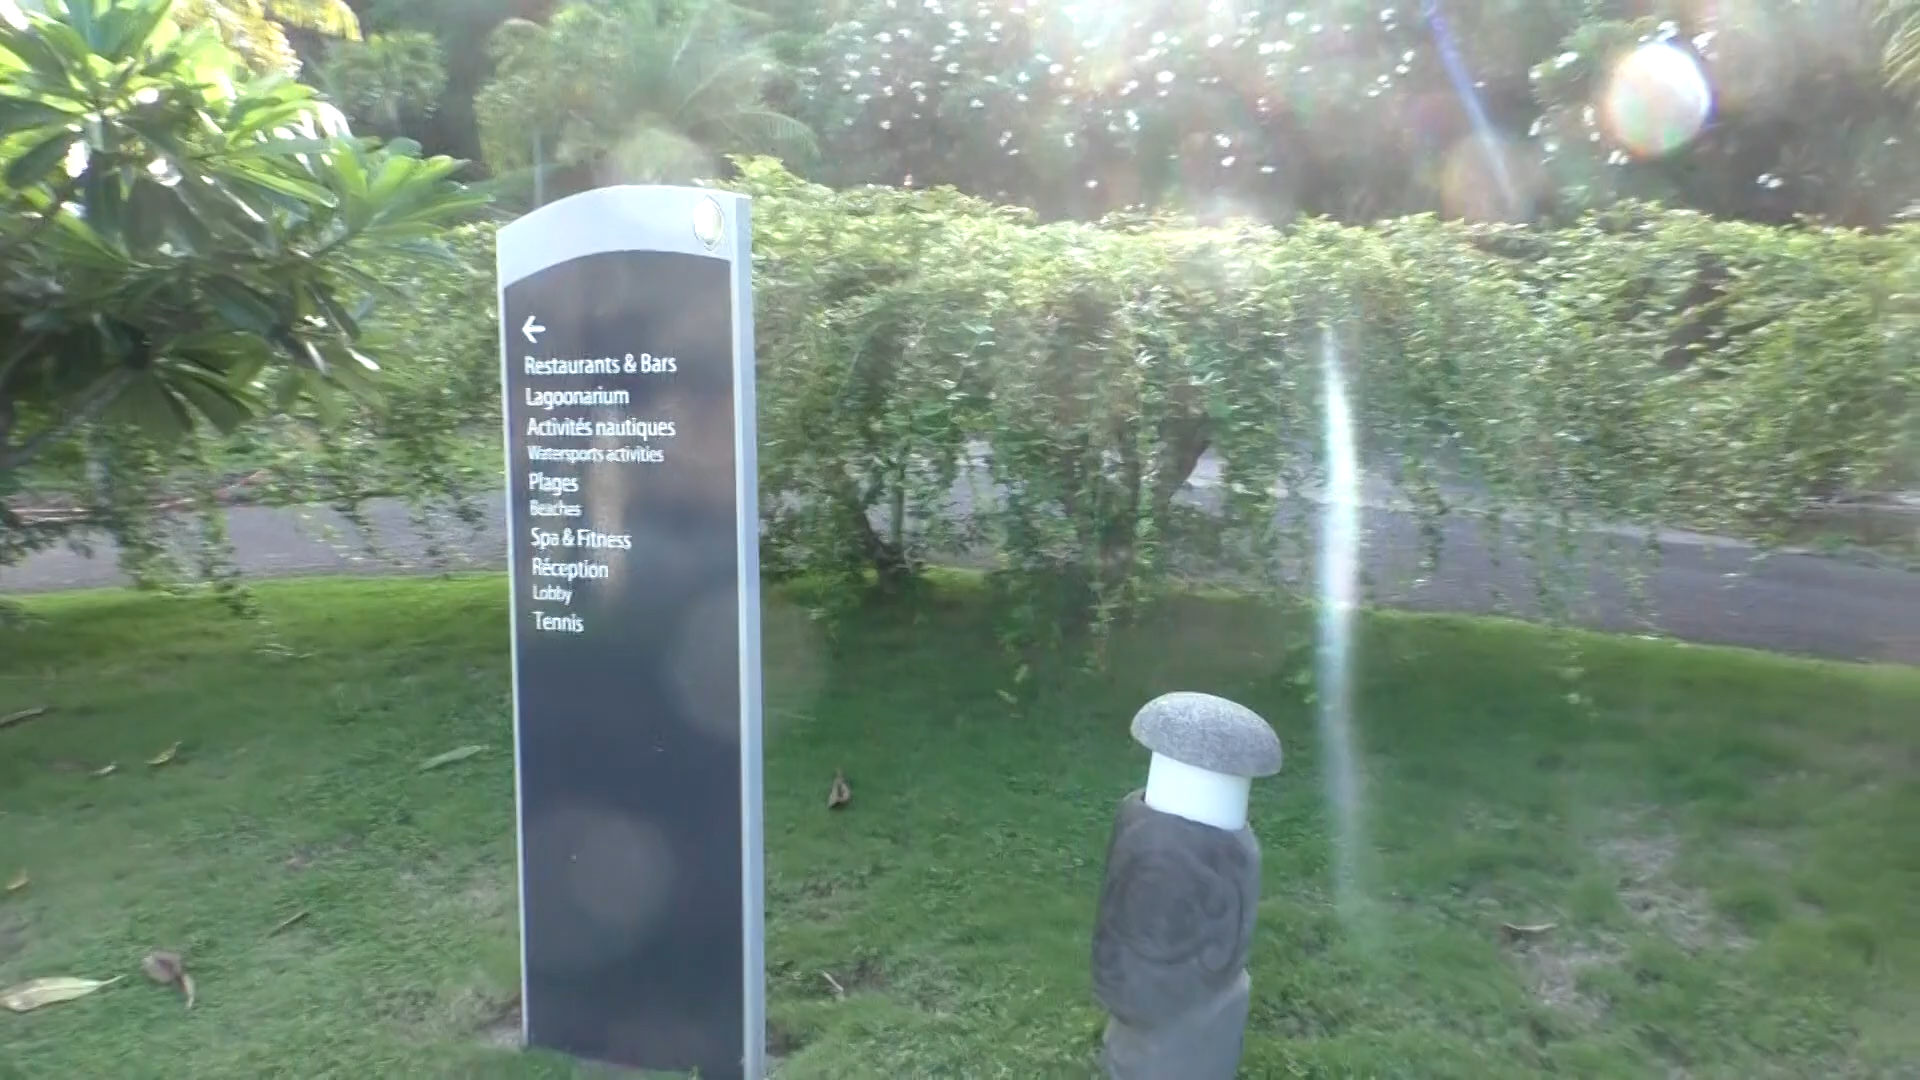 ←
Restaurants & Bars
Lagoonarium
Activités nautiques
Watersports activities
Plages
Beaches
Spa & Fitness
Réception
Lobby
Tennis